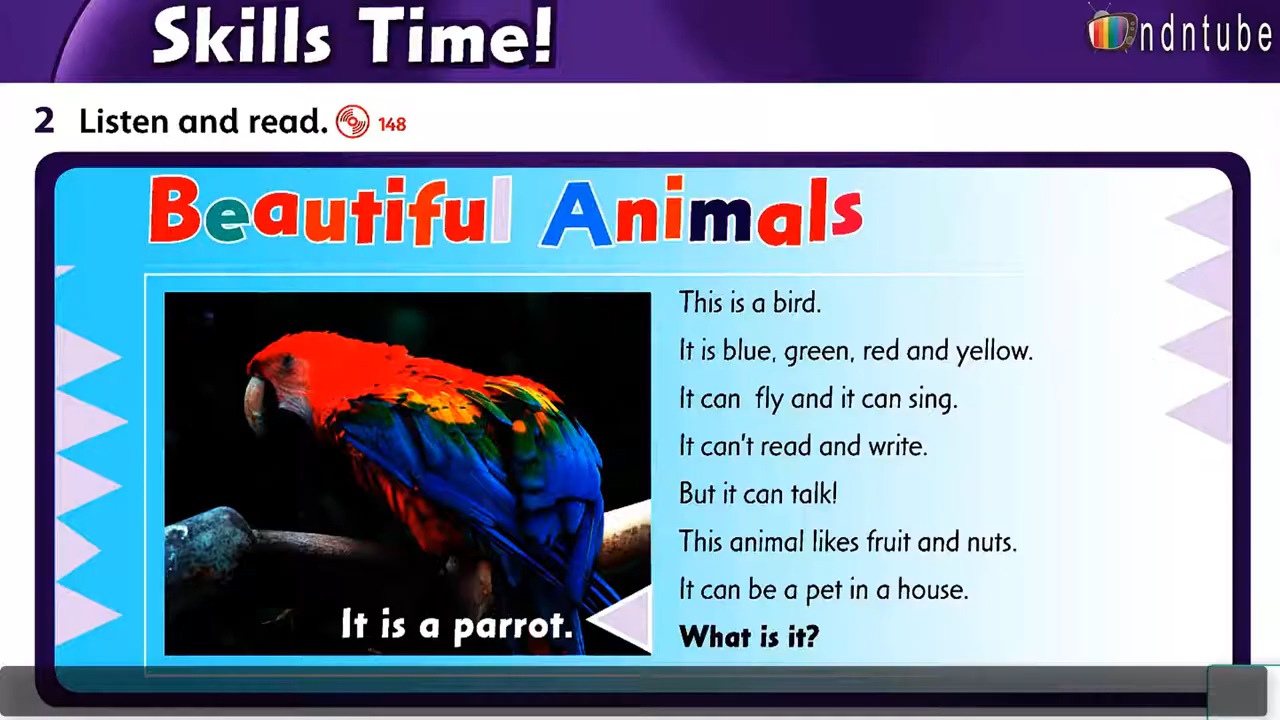 Skills Time!
ndntube
2 Listen and read. 148
Beautiful Animals
This is a bird.
It is blue, green, red and yellow.
It can fly and it can sing.
It can't read and write.
But it can talk!
This animal likes fruit and nuts.
It can be a pet in a house.
What is it?
It is a parrot.